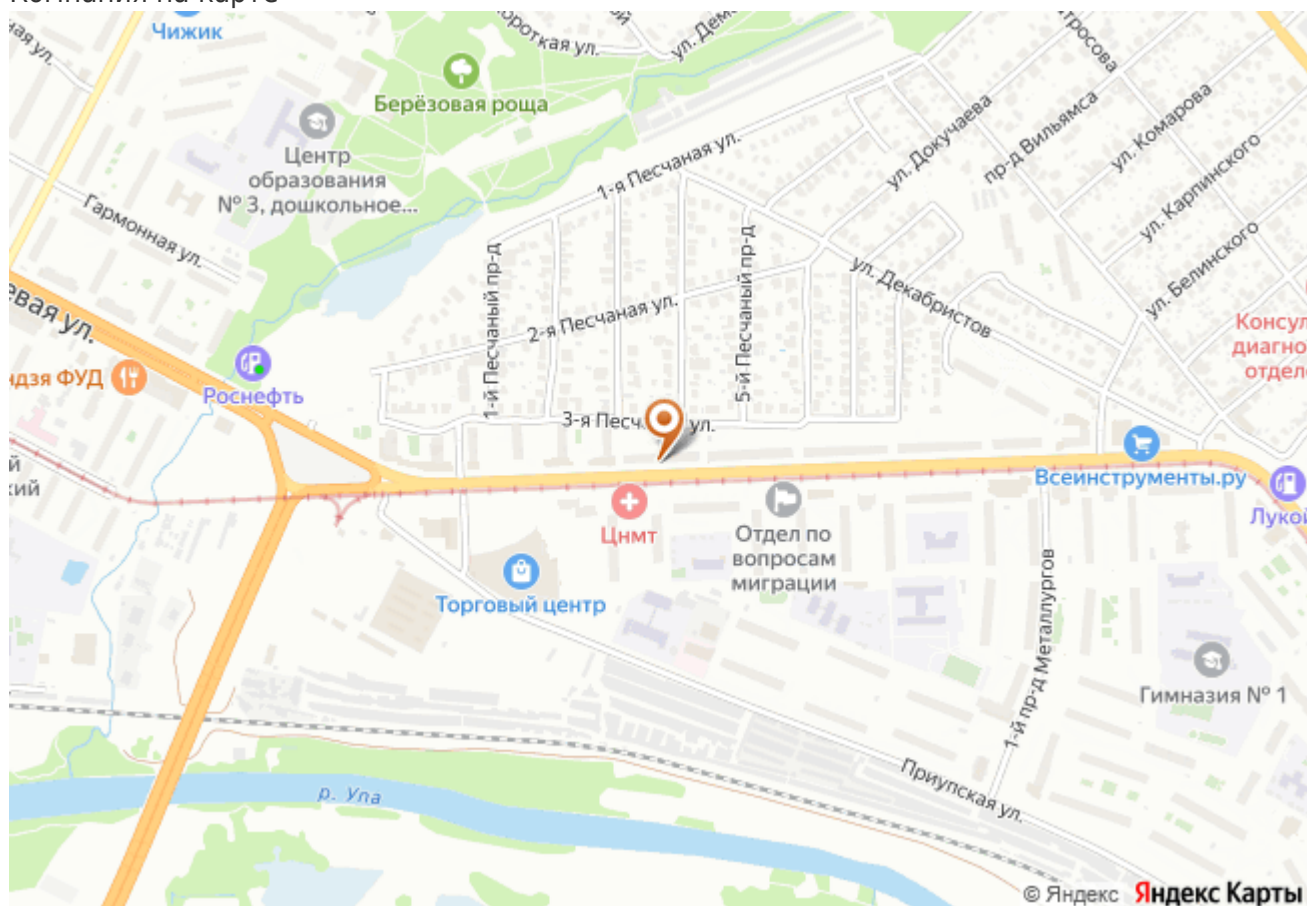 Компания на карте
Чижик
Короткая ул.
ул. Дем
Берёзовая роща
Центр
образования
№ 3, дошкольное...
Гармонная ул.
1-я Песчаная ул.
ул. Докучаева
пр-д Вильямса
ул. Комарова
ул. Карпинского
ул. Белинского
ул. Декабристов
1-й Песчаный пр-д
2-я Песчаная ул.
5-й Песчаный пр-д
3-я Песч
ул.
евая ул.
ндзя ФУД
Роснефть
Консул
диагно
отдел
Всеинструменты.ру
Лукой
Цнмт
Отдел по
вопросам
миграции
Торговый центр
1-й пр-д Металлургов
Гимназия № 1
Приупская ул.
р. Упа
© Яндекс Яндекс Карты